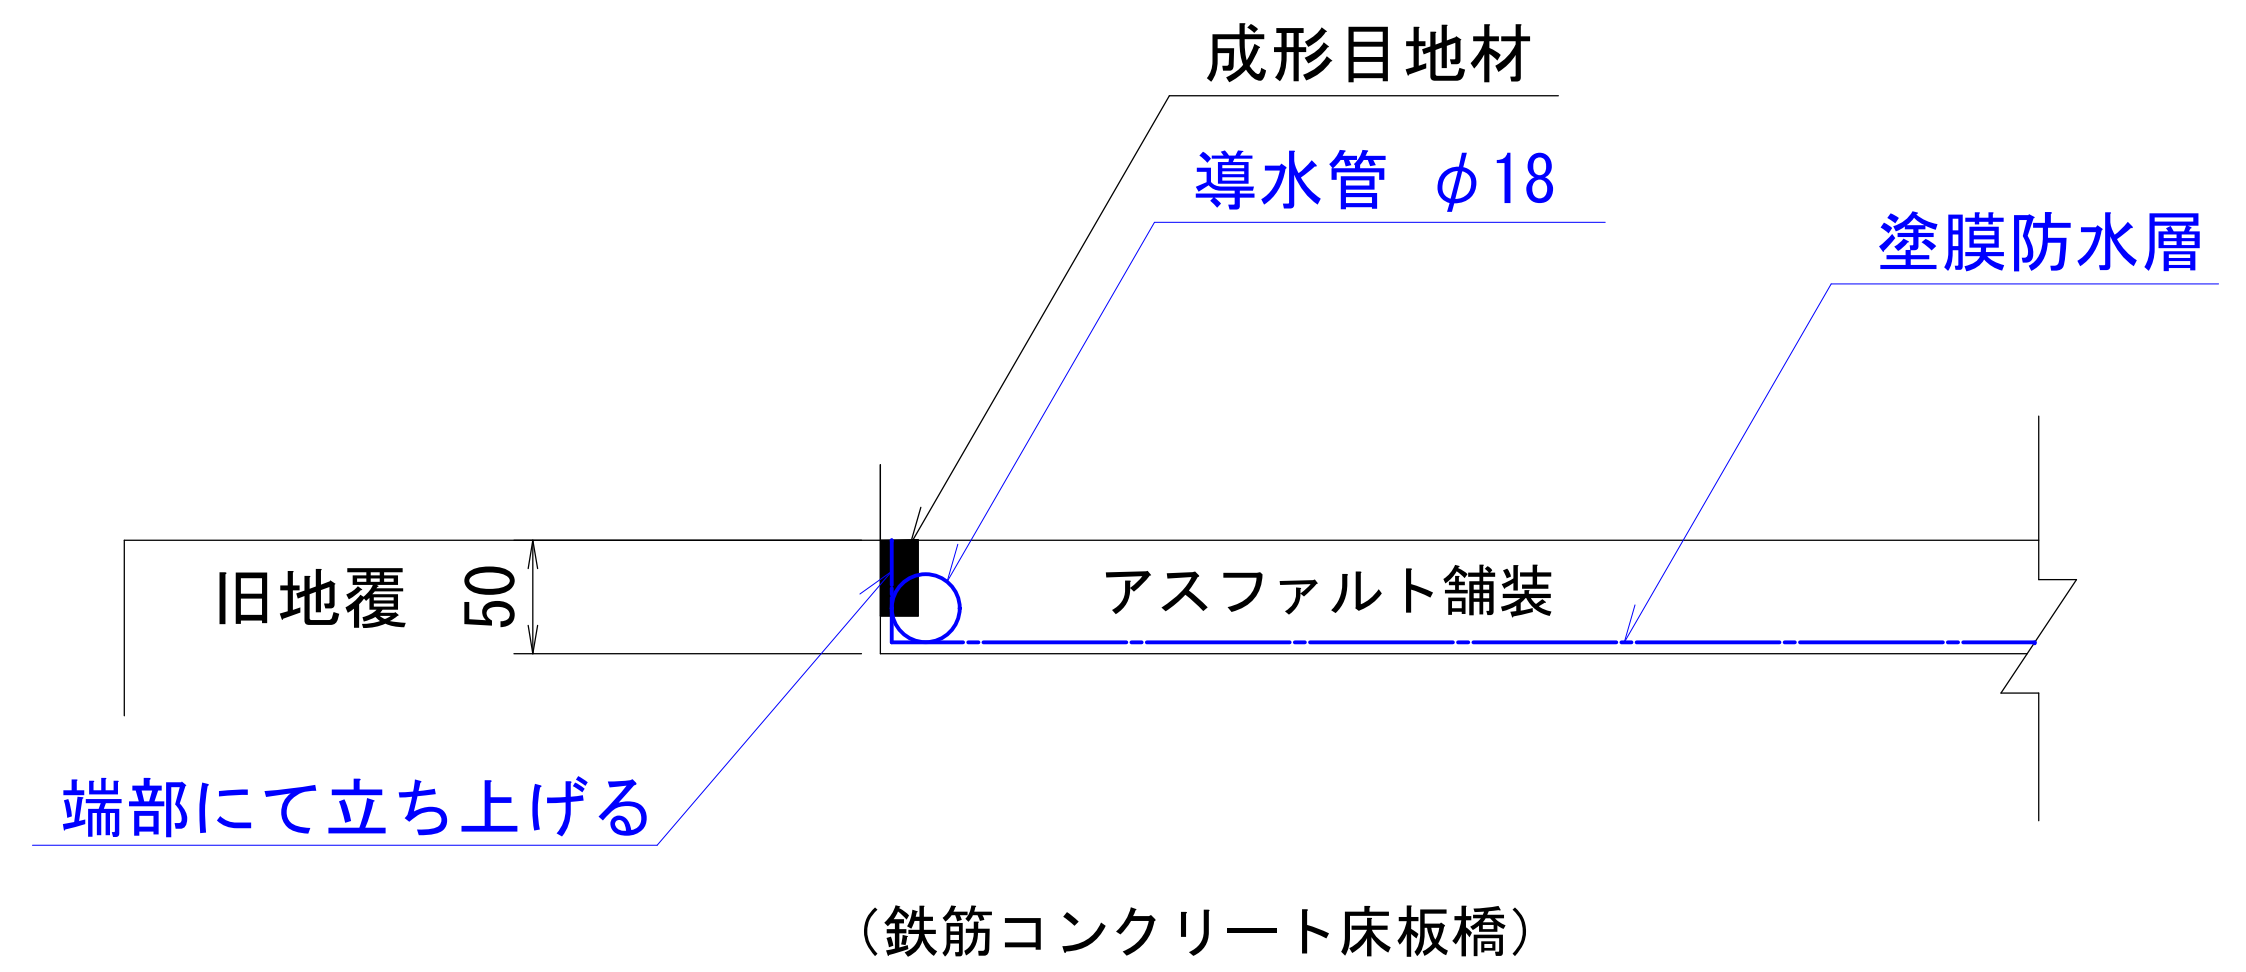 成形目地材
導水管 φ18
塗膜防水層
旧地覆
50
アスファルト舗装
端部にて立ち上げる
（鉄筋コンクリート床板橋）